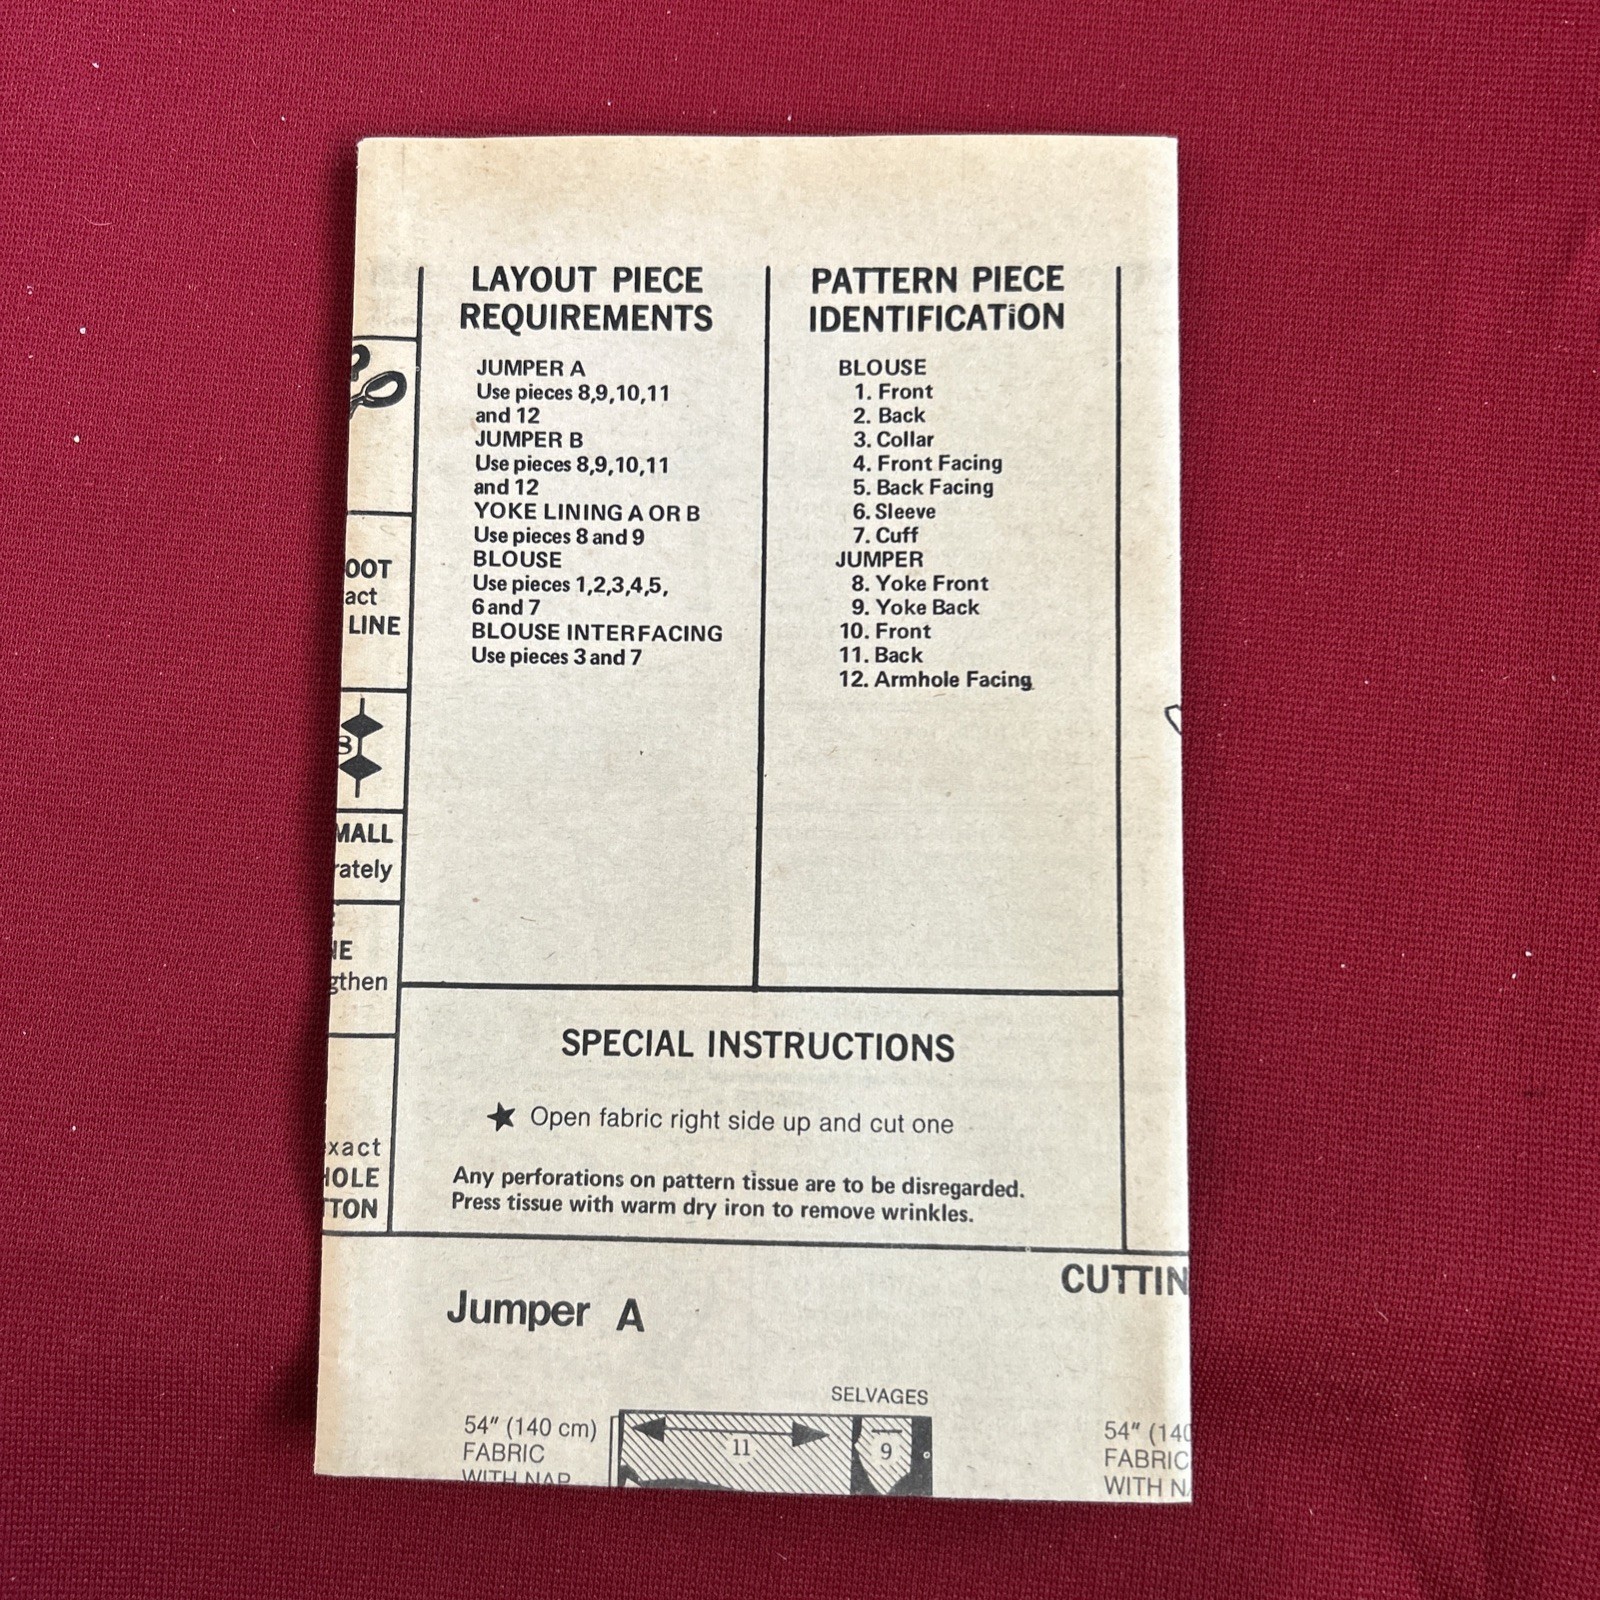 LAYOUT PIECE
REQUIREMENTS
JUMPER A
Use pieces 8,9,10,11
and 12
JUMPER B
Use pieces 8,9,10,11
and 12
YOKE LINING A OR B
Use pieces 8 and 9
BLOUSE
Use pieces 1,2,3,4,5,
6 and 7
BLOUSE INTERFACING
Use pieces 3 and 7
PATTERN PIECE
IDENTIFICATiON
BLOUSE
1. Front
2. Back
3. Collar
4. Front Facing
5. Back Facing
6. Sleeve
7. Cuff
JUMPER
8. Yoke Front
9. Yoke Back
10. Front
11. Back
12. Armhole Facing
OOT
act
LINE
8
MALL
rately
NE
gthen
xact
HOLE
TTON
SPECIAL INSTRUCTIONS
★ Open fabric right side up and cut one
Any perforations on pattern tissue are to be disregarded.
Press tissue with warm dry iron to remove wrinkles.
CUTTIN
Jumper A
SELVAGES
54" (140 cm)
FABRIC
WITH NAP
11
9
54" (140
FABRIC
WITH N